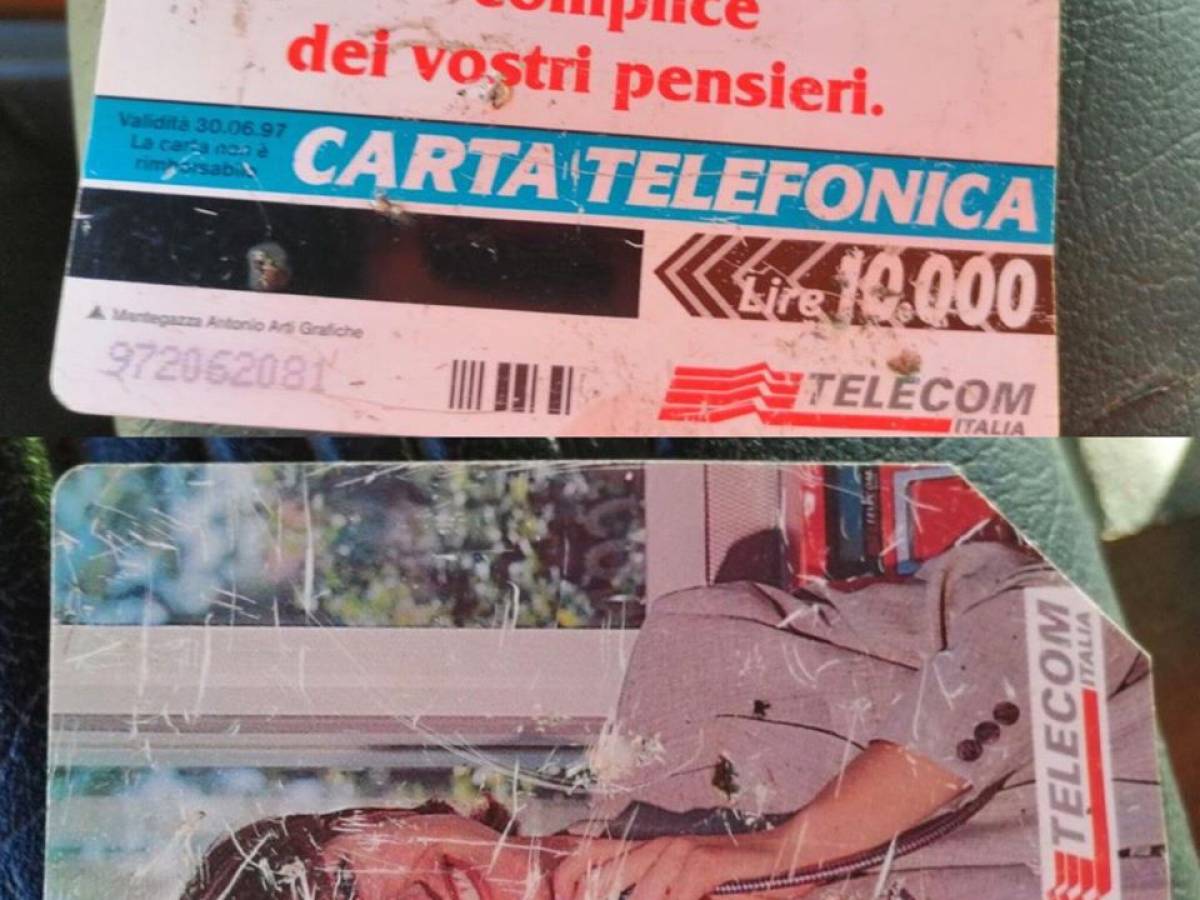 complice
dei vostri pensieri.
Validità 30.06.97
La carta non è
rimborsabile
CARTA TELEFONICA
Lire 10.000
Mantegazza Antonio Arti Grafiche
972062081
TELECOM
ITALIA
TELECOM
ITALIA